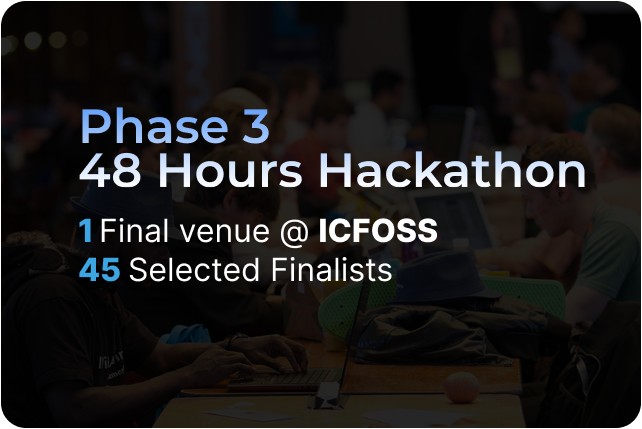 Phase 3
48 Hours Hackathon
1 Final venue @ ICFOSS
45 Selected Finalists